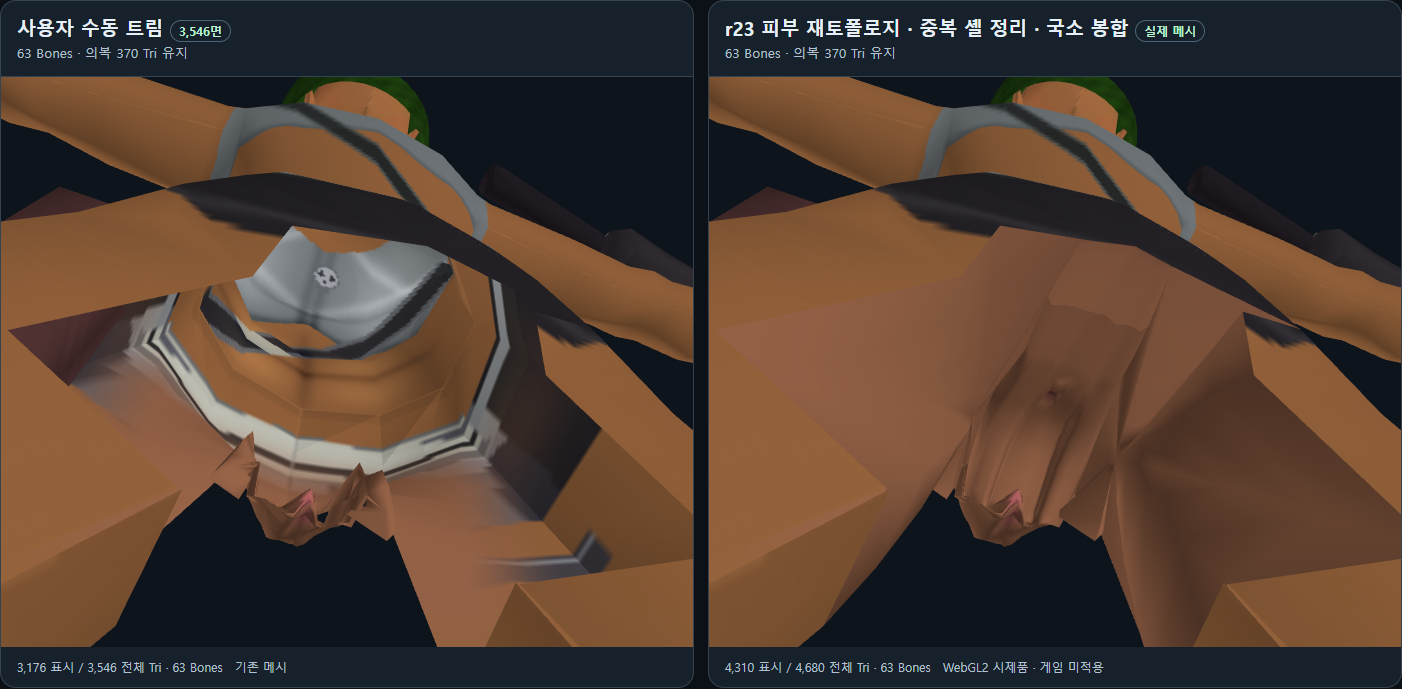 사용자 수동 트림 3,546면
63 Bones · 의복 370 Tri 유지
3,176 표시 / 3,546 전체 Tri · 63 Bones 기존 메시
r23 피부 재토폴로지 · 중복 셸 정리 · 국소 봉합 실제 메시
63 Bones · 의복 370 Tri 유지
4,310 표시 / 4,680 전체 Tri · 63 Bones WebGL2 시제품 · 게임 미적용